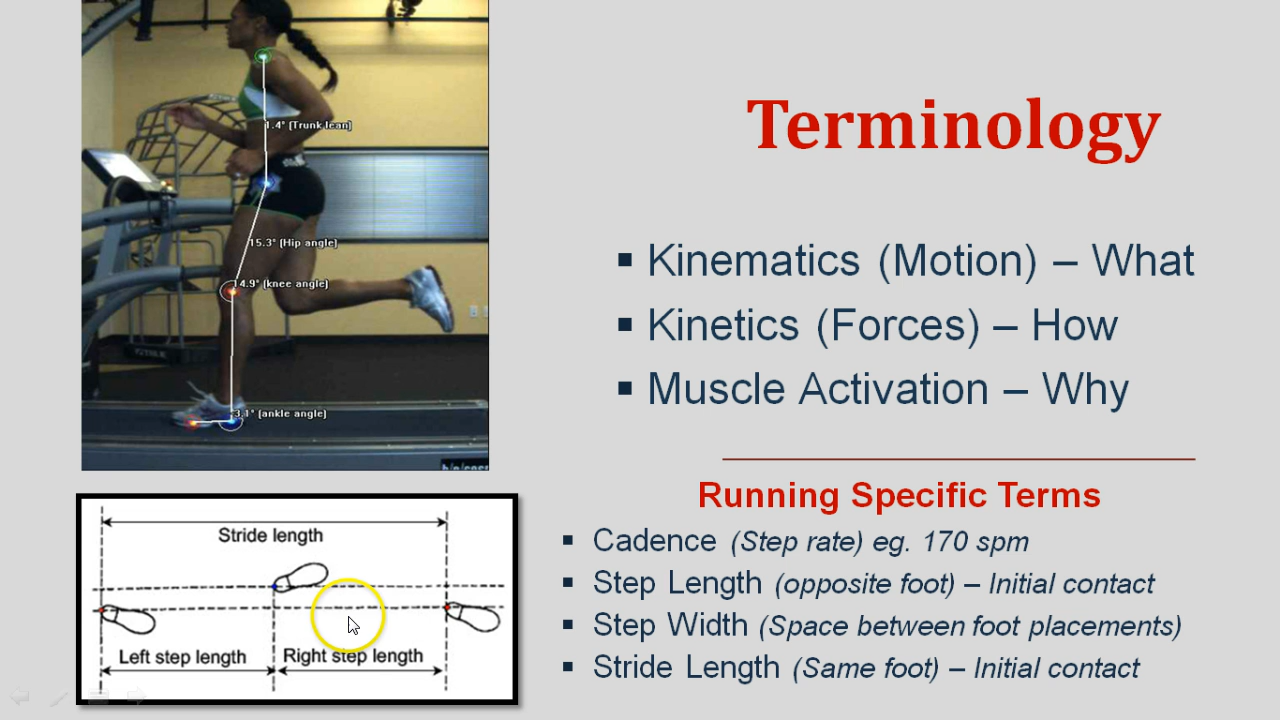 1.4° (Trunk lean)
15.3° (Hip angle)
14.9° (knee angle)
3.1° (ankle angle)
Stride length
Left step length
Right step length
Terminology
▪ Kinematics (Motion) – What
▪ Kinetics (Forces) – How
▪ Muscle Activation – Why
Running Specific Terms
▪ Cadence (Step rate) eg. 170 spm
▪ Step Length (opposite foot) – Initial contact
▪ Step Width (Space between foot placements)
▪ Stride Length (Same foot) – Initial contact